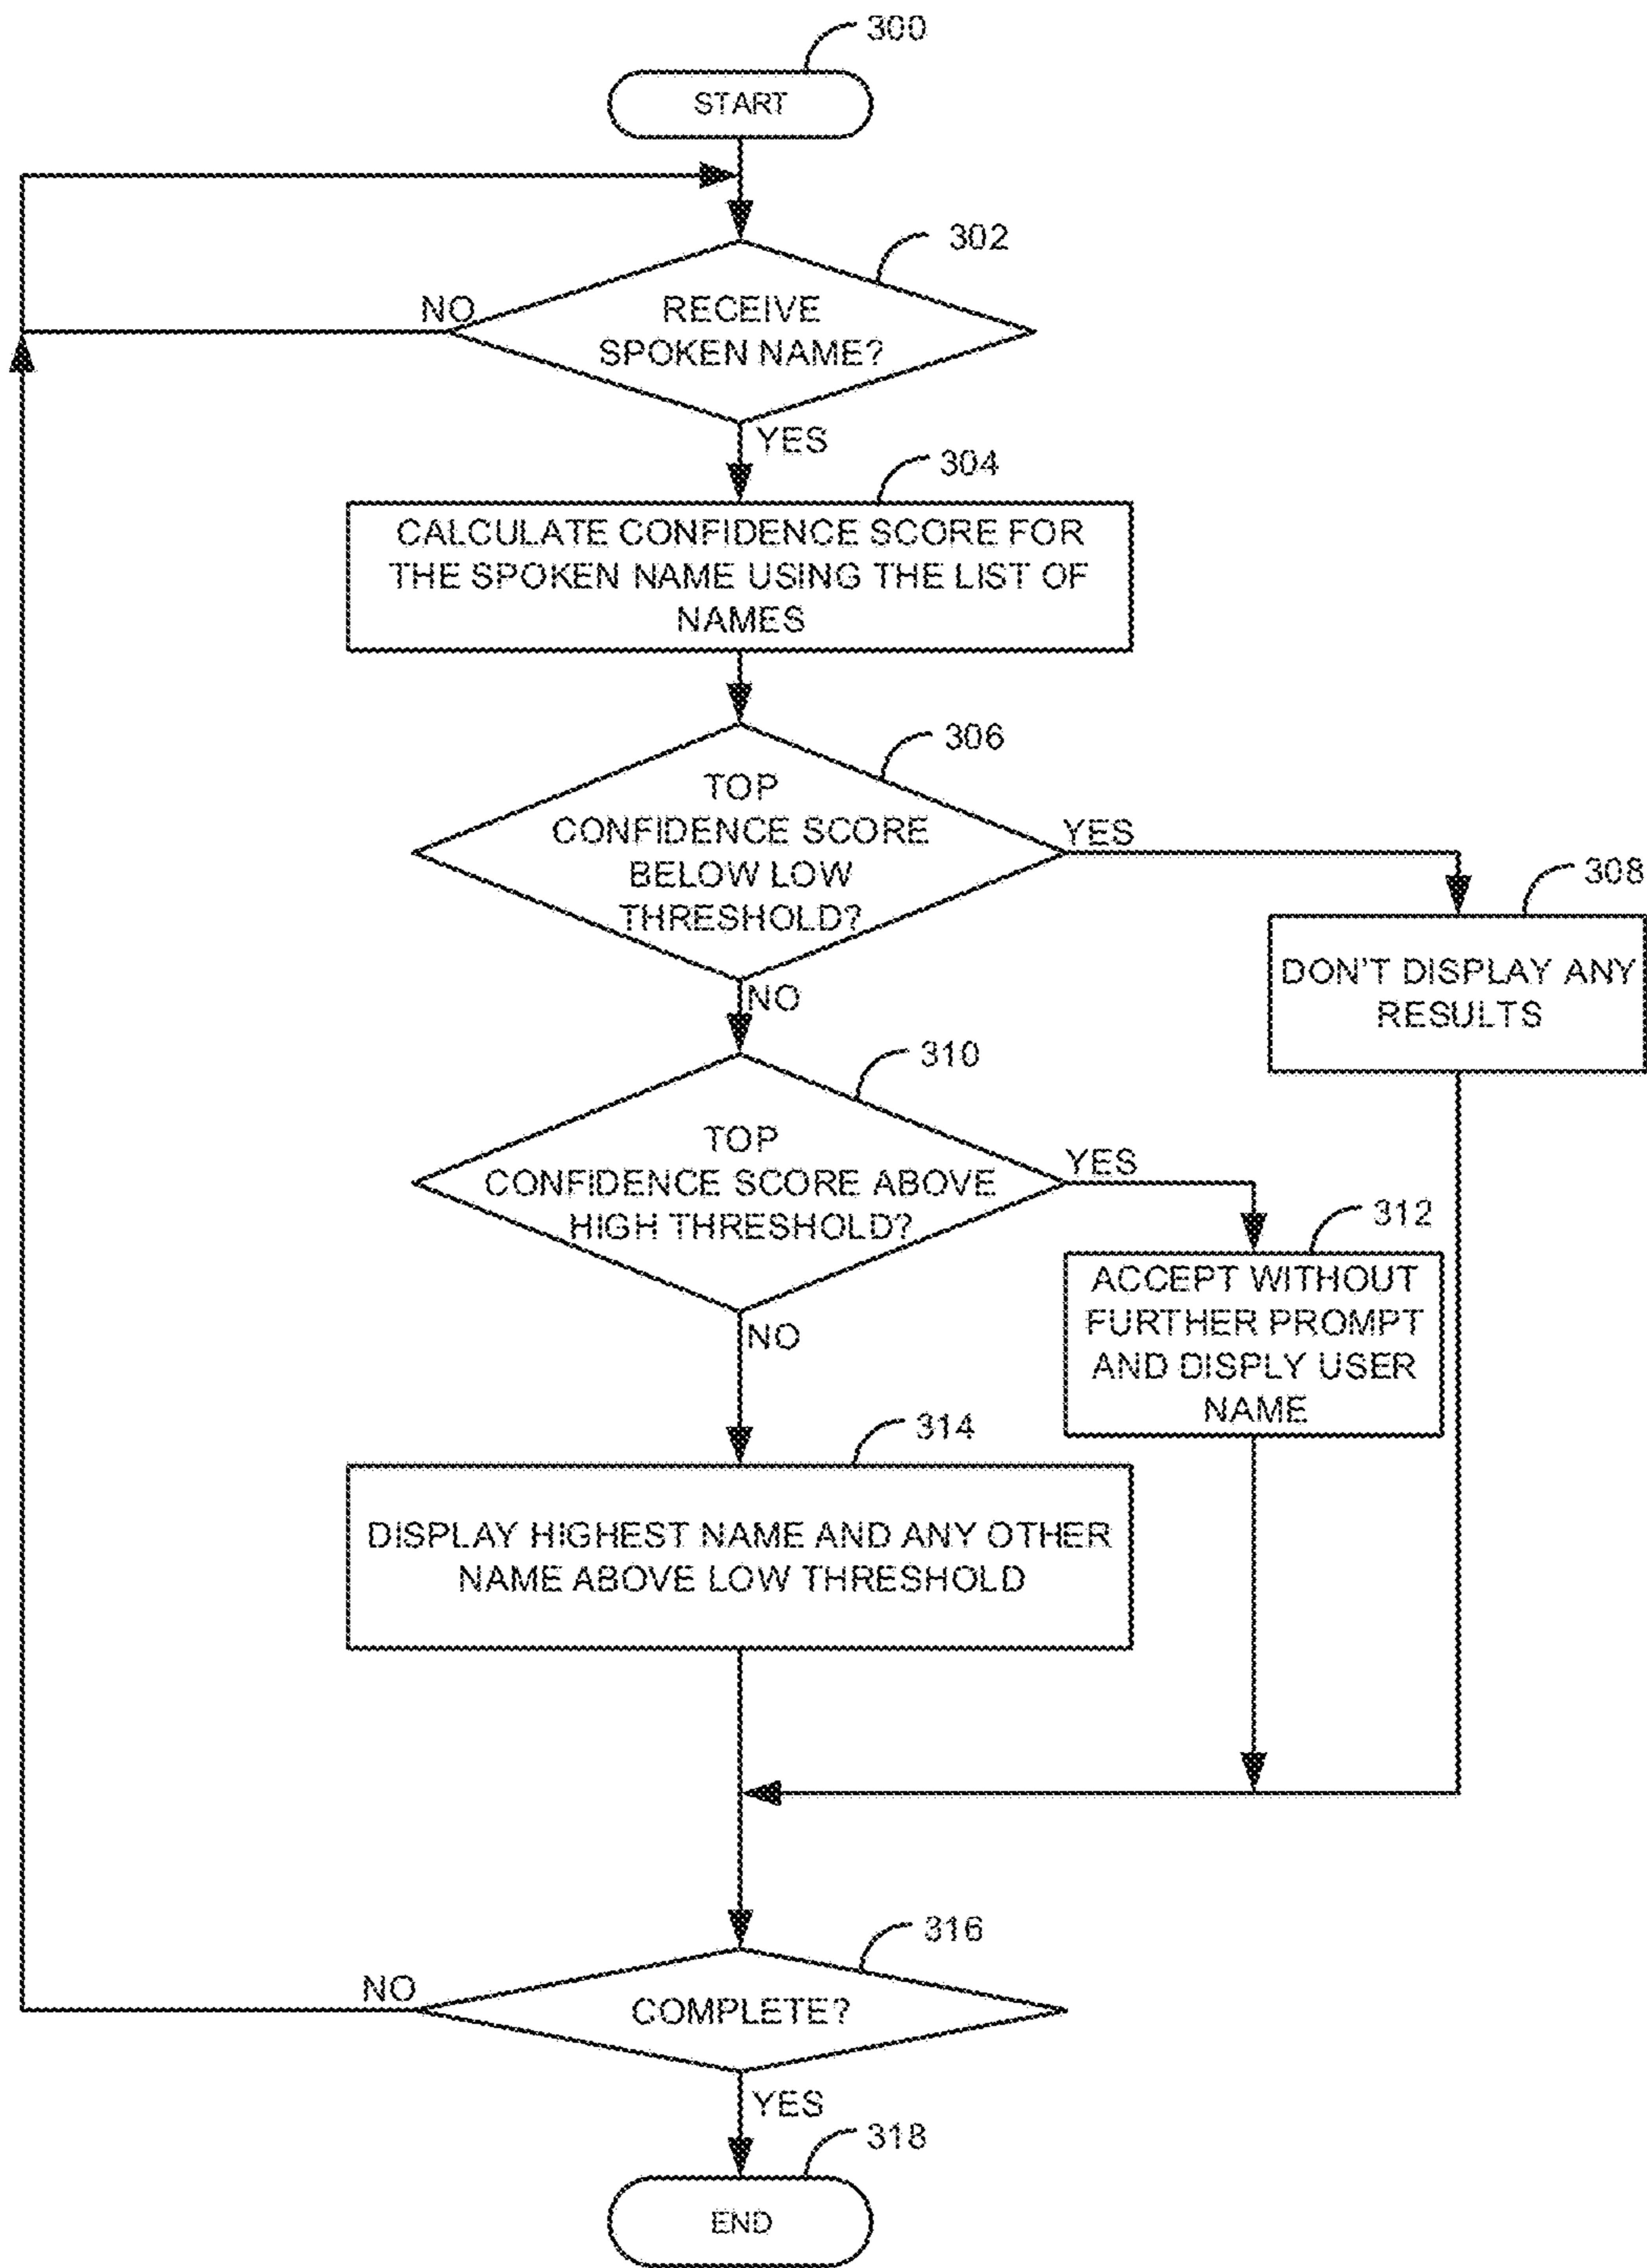 300
START
302
NO
RECEIVE
SPOKEN NAME?
YES
304
CALCULATE CONFIDENCE SCORE FOR
THE SPOKEN NAME USING THE LIST OF
NAMES
306
TOP
CONFIDENCE SCORE
BELOW LOW
THRESHOLD?
YES
308
DON'T DISPLAY ANY
RESULTS
NO
310
TOP
CONFIDENCE SCORE ABOVE
HIGH THRESHOLD?
YES
312
ACCEPT WITHOUT
FURTHER PROMPT
AND DISPLY USER
NAME
NO
314
DISPLAY HIGHEST NAME AND ANY OTHER
NAME ABOVE LOW THRESHOLD
316
NO
COMPLETE?
YES
318
END